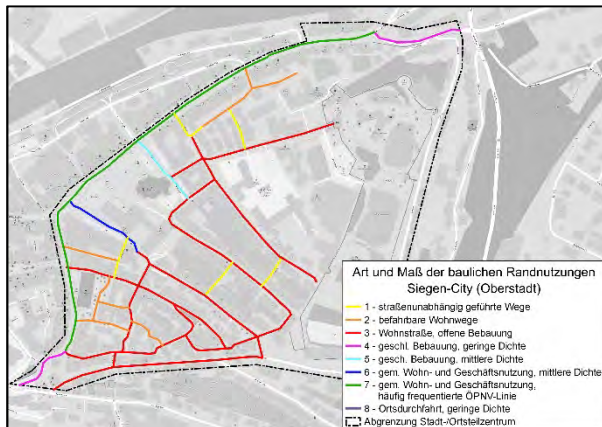 Art und Maß der baulichen Randnutzungen
Siegen-City (Oberstadt)
1 - straßenunabhängig geführte Wege
2 - befahrbare Wohnwege
3 - Wohnstraße, offene Bebauung
4 - geschl. Bebauung, geringe Dichte
5 - geschl. Bebauung, mittlere Dichte
6 - gem. Wohn- und Geschäftsnutzung, mittlere Dichte
7 - gem. Wohn- und Geschäftsnutzung,
häufig frequentierte ÖPNV-Linie
8 - Ortsdurchfahrt, geringe Dichte
Abgrenzung Stadt-/Ortsteilzentrum